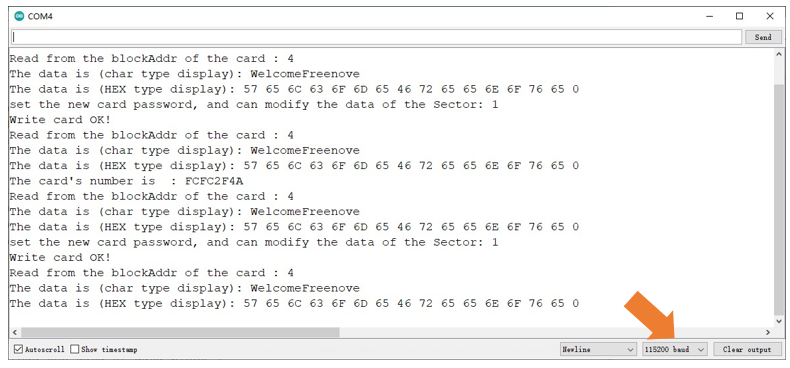 COM4
Send
Read from the blockAddr of the card : 4
The data is (char type display): WelcomeFreenove
The data is (HEX type display): 57 65 6C 63 6F 6D 65 46 72 65 65 6E 6F 76 65 0
set the new card password, and can modify the data of the Sector: 1
Write card OK!
Read from the blockAddr of the card : 4
The data is (char type display): WelcomeFreenove
The data is (HEX type display): 57 65 6C 63 6F 6D 65 46 72 65 65 6E 6F 76 65 0
The card's number is  : FCFC2F4A
Read from the blockAddr of the card : 4
The data is (char type display): WelcomeFreenove
The data is (HEX type display): 57 65 6C 63 6F 6D 65 46 72 65 65 6E 6F 76 65 0
set the new card password, and can modify the data of the Sector: 1
Write card OK!
Read from the blockAddr of the card : 4
The data is (char type display): WelcomeFreenove
The data is (HEX type display): 57 65 6C 63 6F 6D 65 46 72 65 65 6E 6F 76 65 0
Autoscroll Show timestamp Newline 115200 baud Clear output